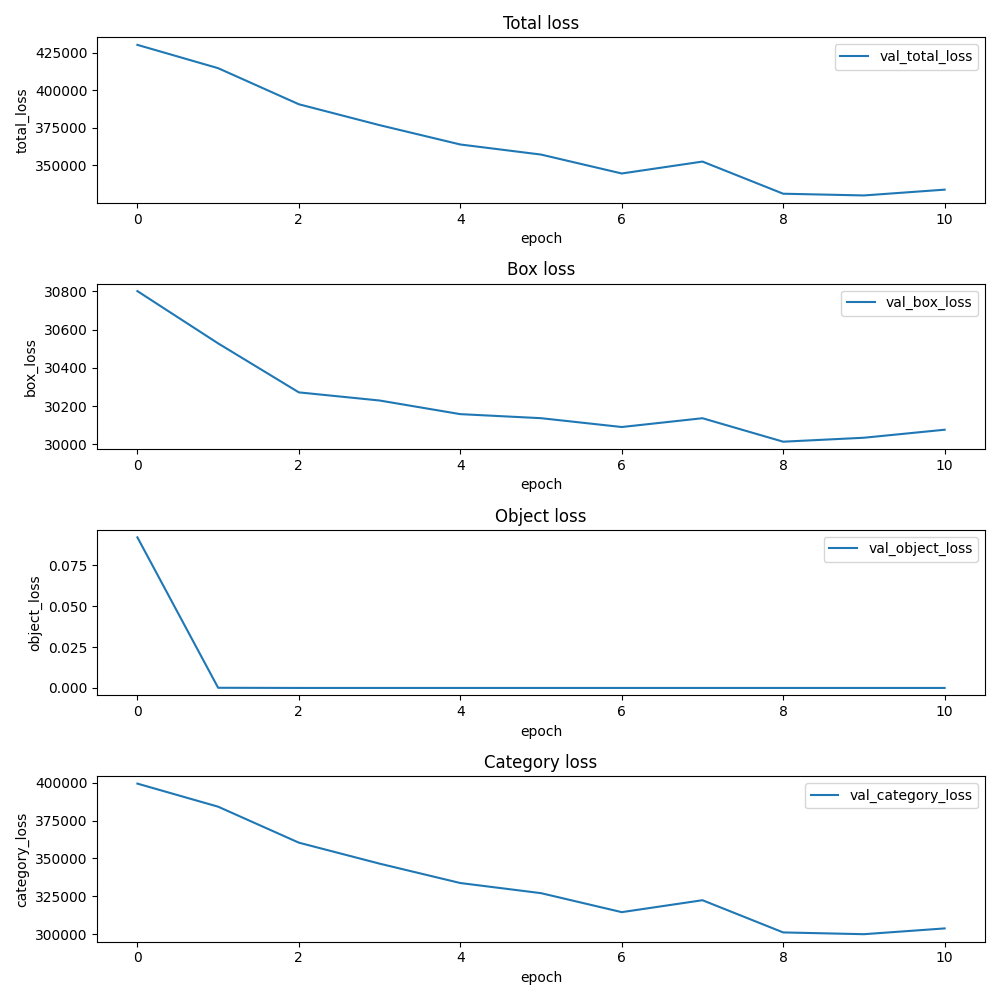 Total loss
425000
400000
375000
350000
total_loss
val_total_loss
0 2 4 6 8 10
epoch
Box loss
30800
30600
30400
30200
30000
box_loss
val_box_loss
0 2 4 6 8 10
epoch
Object loss
0.075
0.050
0.025
0.000
object_loss
val_object_loss
0 2 4 6 8 10
epoch
Category loss
400000
375000
350000
325000
300000
category_loss
val_category_loss
0 2 4 6 8 10
epoch